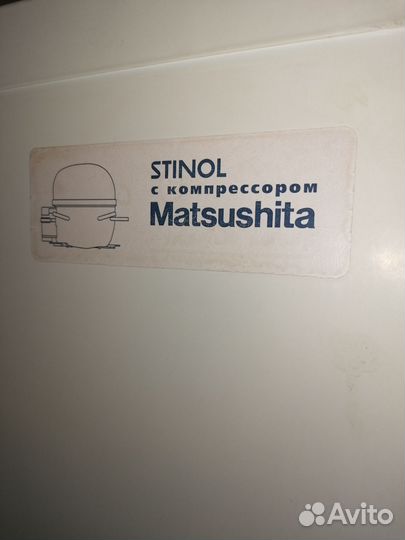 STINOL
с компрессором
Matsushita
Avito